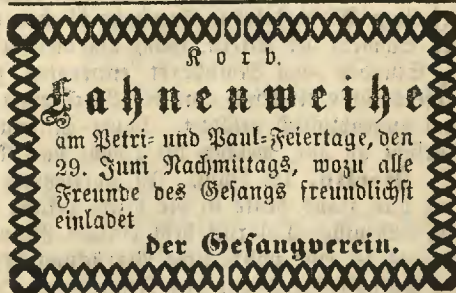 Korb.
Fahnenweihe
am Petri- und Paul-Feiertage, den
29. Juni Nachmittags, wozu alle
Freunde des Gesangs freundlichst
einladet
der Gesangverein.